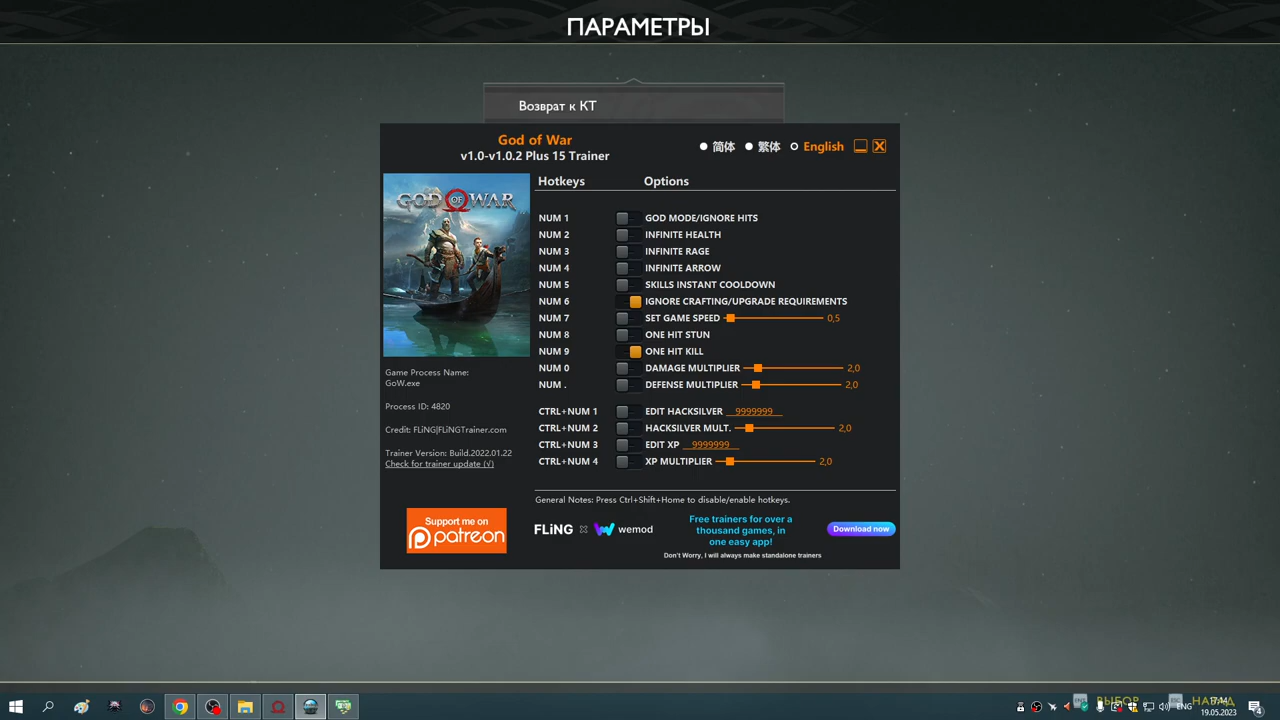 ПАРАМЕТРЫ
Возврат к КТ
God of War
v1.0-v1.0.2 Plus 15 Trainer
简体 繁体 English
GOD OF WAR
Hotkeys Options
NUM 1 GOD MODE/IGNORE HITS
NUM 2 INFINITE HEALTH
NUM 3 INFINITE RAGE
NUM 4 INFINITE ARROW
NUM 5 SKILLS INSTANT COOLDOWN
NUM 6 IGNORE CRAFTING/UPGRADE REQUIREMENTS
NUM 7 SET GAME SPEED 0,5
NUM 8 ONE HIT STUN
NUM 9 ONE HIT KILL
NUM 0 DAMAGE MULTIPLIER 2,0
NUM . DEFENSE MULTIPLIER 2,0
CTRL+NUM 1 EDIT HACKSILVER 9999999
CTRL+NUM 2 HACKSILVER MULT. 2,0
CTRL+NUM 3 EDIT XP 9999999
CTRL+NUM 4 XP MULTIPLIER 2,0
Game Process Name:
GoW.exe
Process ID: 4820
Credit: FLiNG|FLiNGTrainer.com
Trainer Version: Build.2022.01.22
Check for trainer update (√)
General Notes: Press Ctrl+Shift+Home to disable/enable hotkeys.
Support me on
patreon
FLiNG wemod
Free trainers for over a
thousand games, in
one easy app!
Download now
Don't Worry, I will always make standalone trainers
ВЫБОР НАЗАД
ENG
17:44
19.05.2023
4